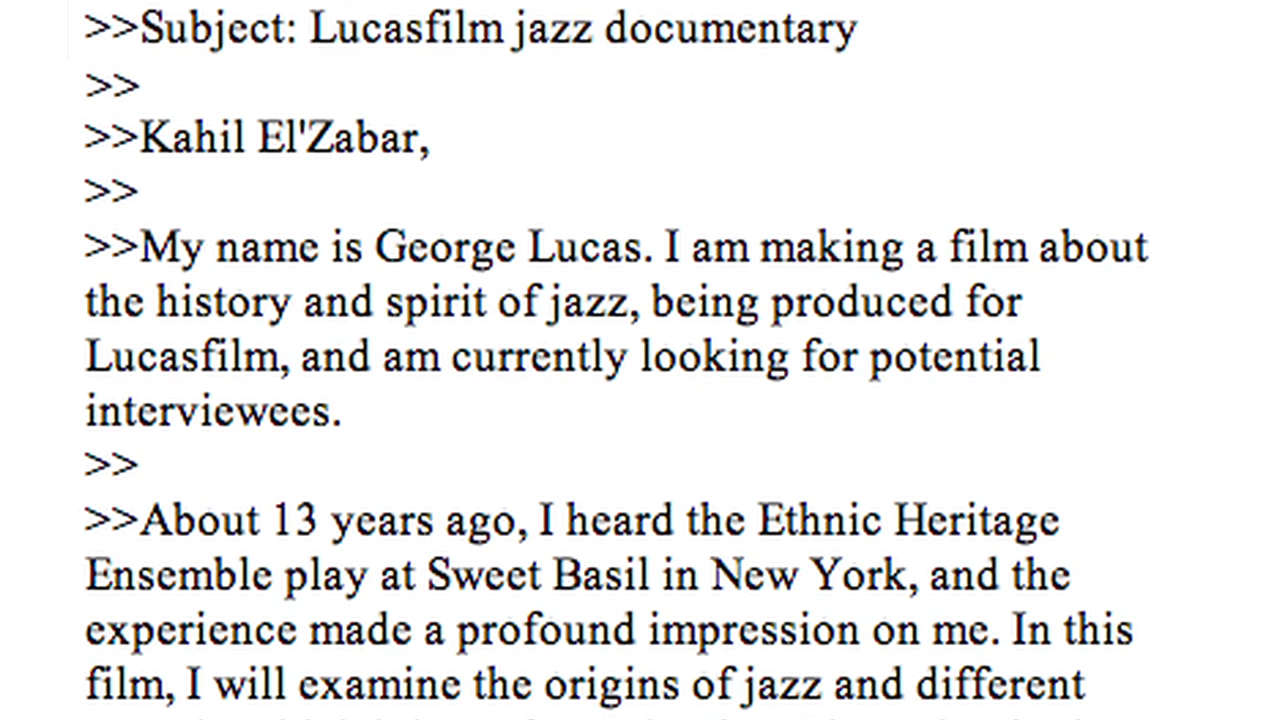 >>Subject: Lucasfilm jazz documentary
>>
>>Kahil El'Zabar,
>>
>>My name is George Lucas. I am making a film about
the history and spirit of jazz, being produced for
Lucasfilm, and am currently looking for potential
interviewees.
>>
>>About 13 years ago, I heard the Ethnic Heritage
Ensemble play at Sweet Basil in New York, and the
experience made a profound impression on me. In this
film, I will examine the origins of jazz and different